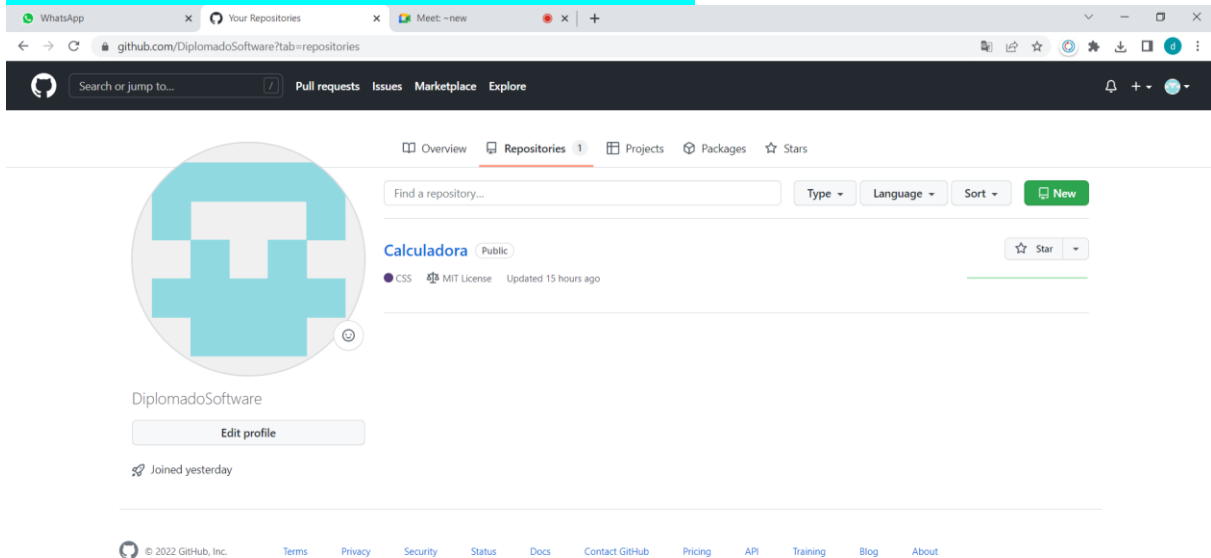 WhatsApp Your Repositories Meet: ~new
github.com/DiplomadoSoftware?tab=repositories d
Search or jump to... / Pull requests Issues Marketplace Explore
Overview Repositories 1 Projects Packages Stars
Find a repository... Type Language Sort New
Calculadora Public Star
CSS MIT License Updated 15 hours ago
DiplomadoSoftware
Edit profile
Joined yesterday
© 2022 GitHub, Inc. Terms Privacy Security Status Docs Contact GitHub Pricing API Training Blog About